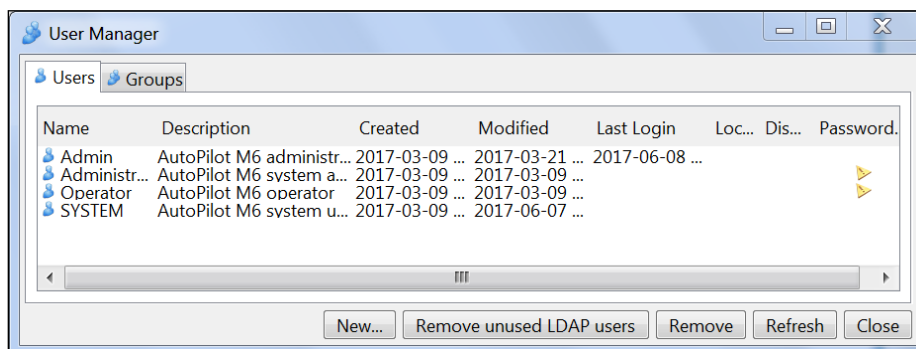 User Manager
Users Groups
Name Description Created Modified Last Login Loc... Dis... Password.
Admin AutoPilot M6 administr... 2017-03-09 ... 2017-03-21 ... 2017-06-08 ...
Administr... AutoPilot M6 system a... 2017-03-09 ... 2017-03-09 ...
Operator AutoPilot M6 operator 2017-03-09 ... 2017-03-09 ...
SYSTEM AutoPilot M6 system u... 2017-03-09 ... 2017-06-07 ...
New... Remove unused LDAP users Remove Refresh Close